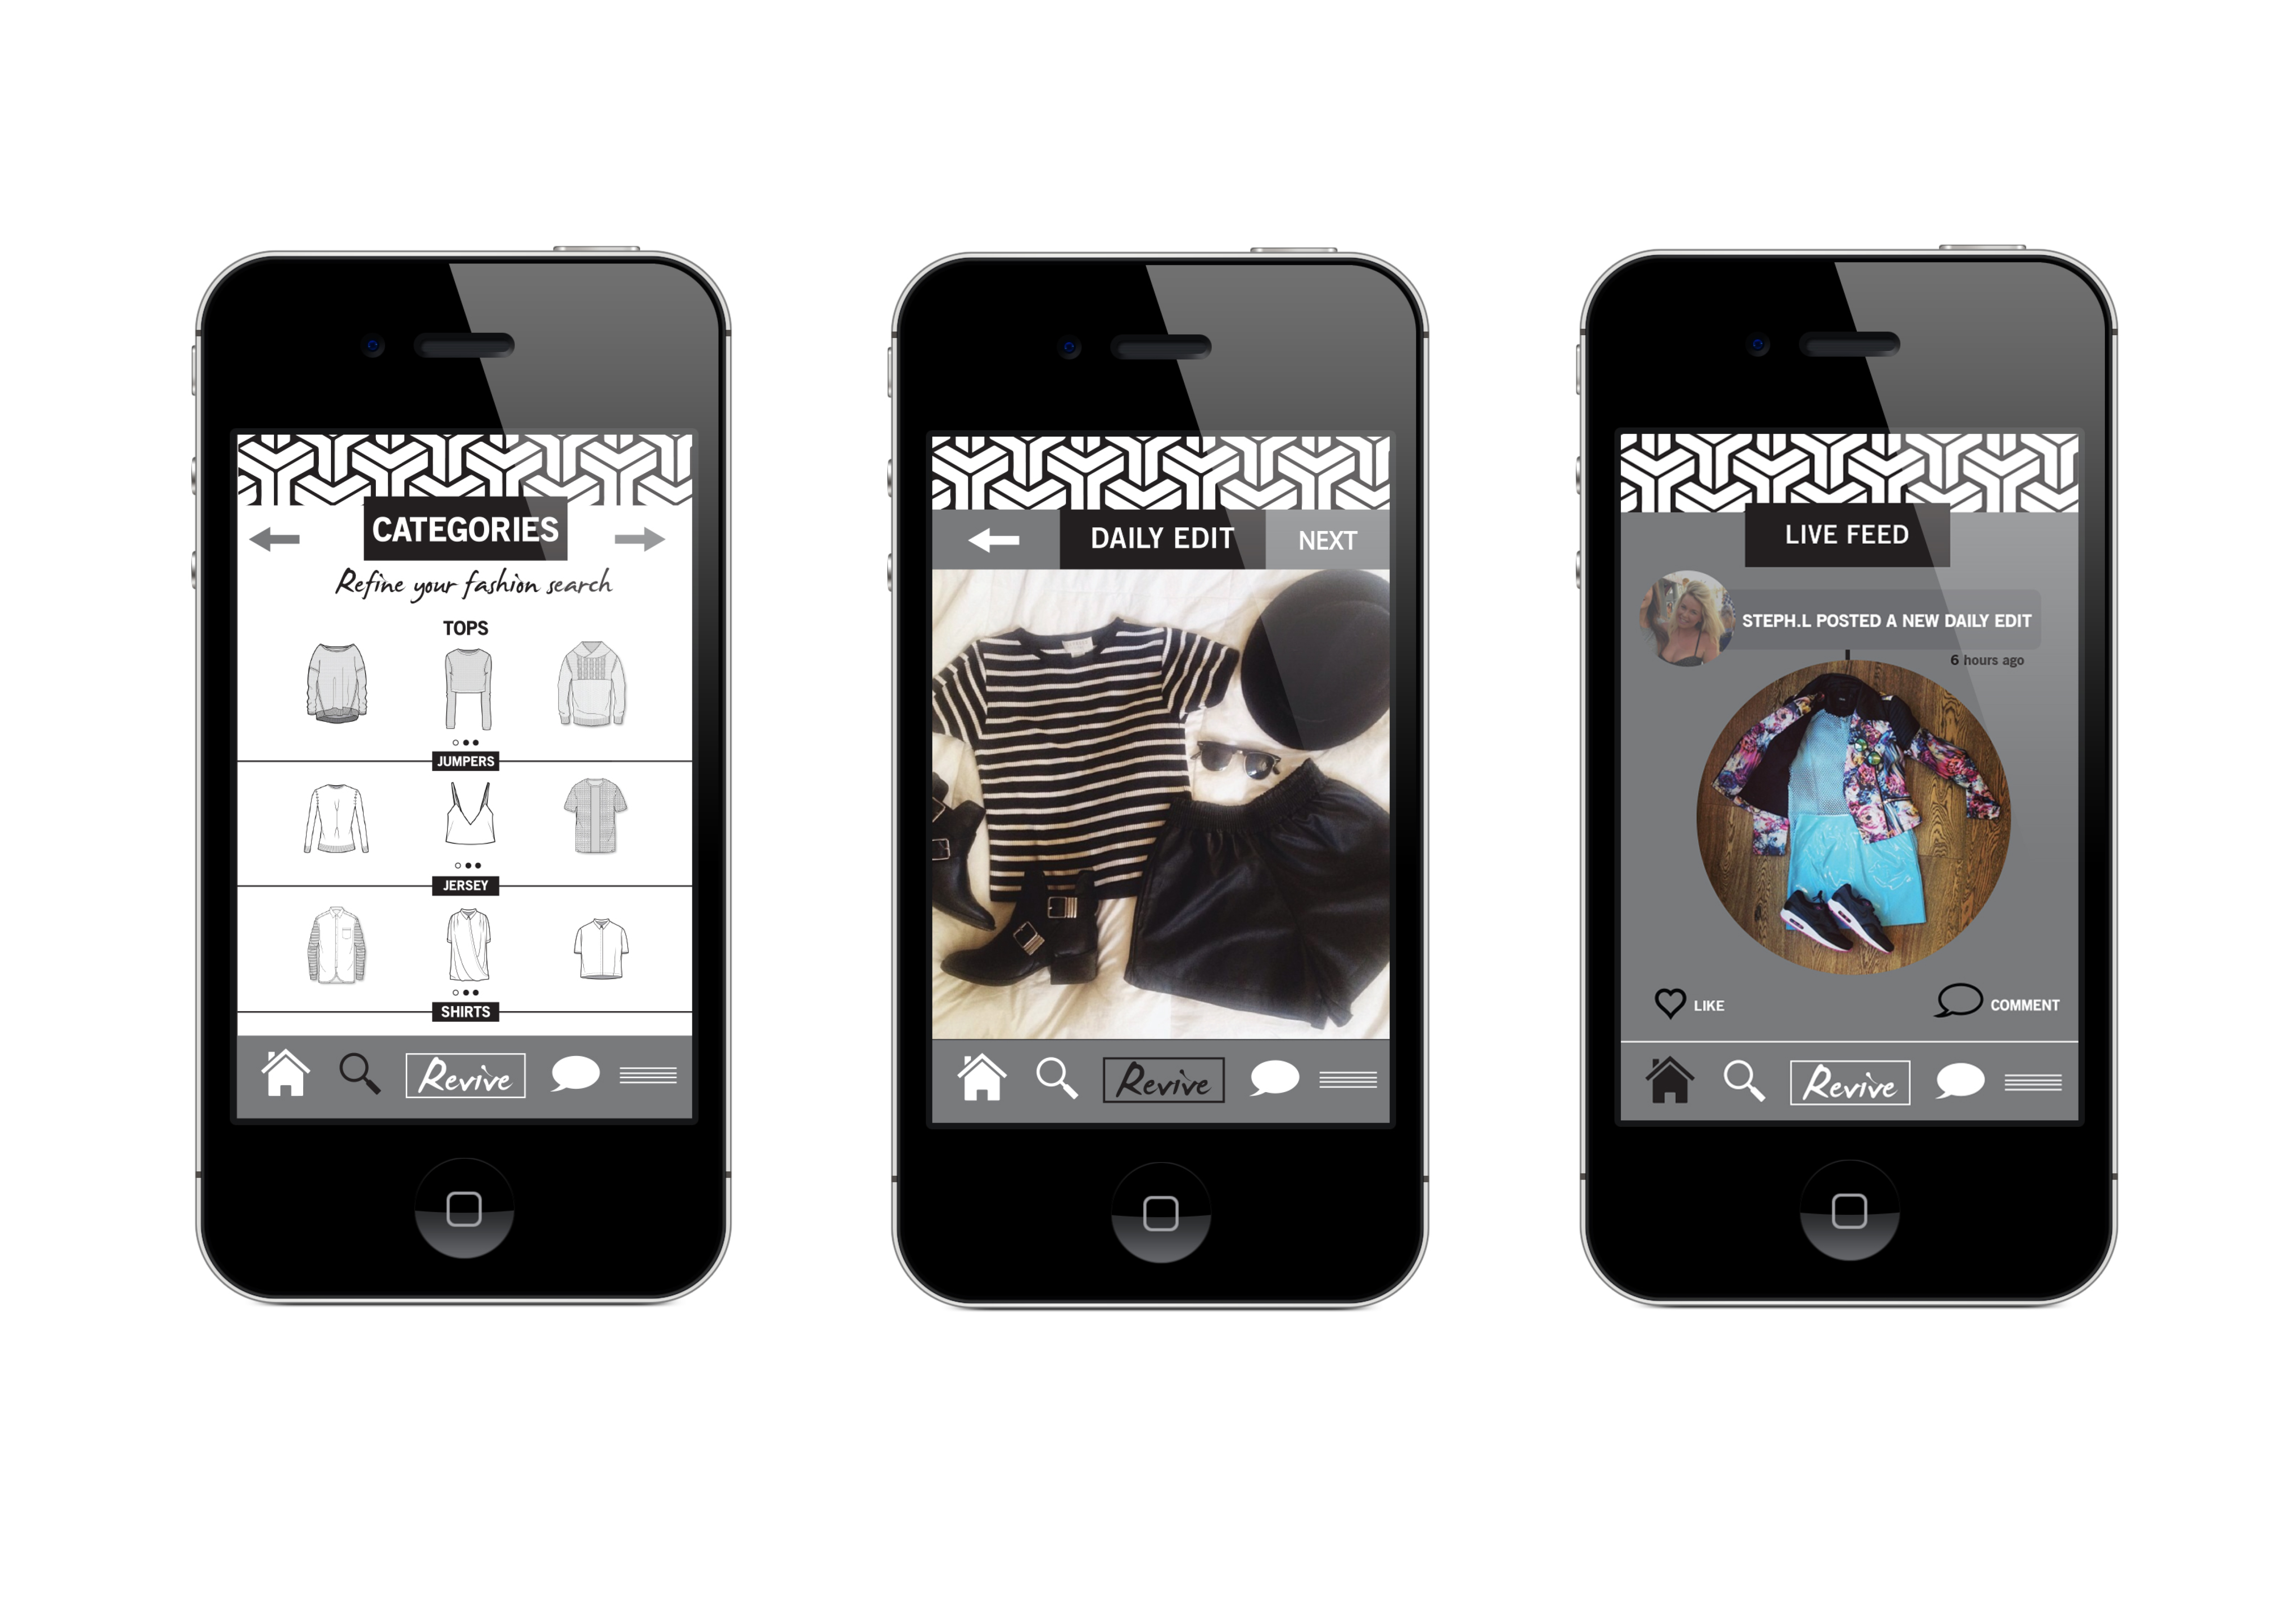 CATEGORIES
Refine your fashion search
TOPS
JUMPERS
JERSEY
SHIRTS
Revive
DAILY EDIT
NEXT
Revive
LIVE FEED
STEPH.L POSTED A NEW DAILY EDIT
6 hours ago
LIKE
COMMENT
Revive